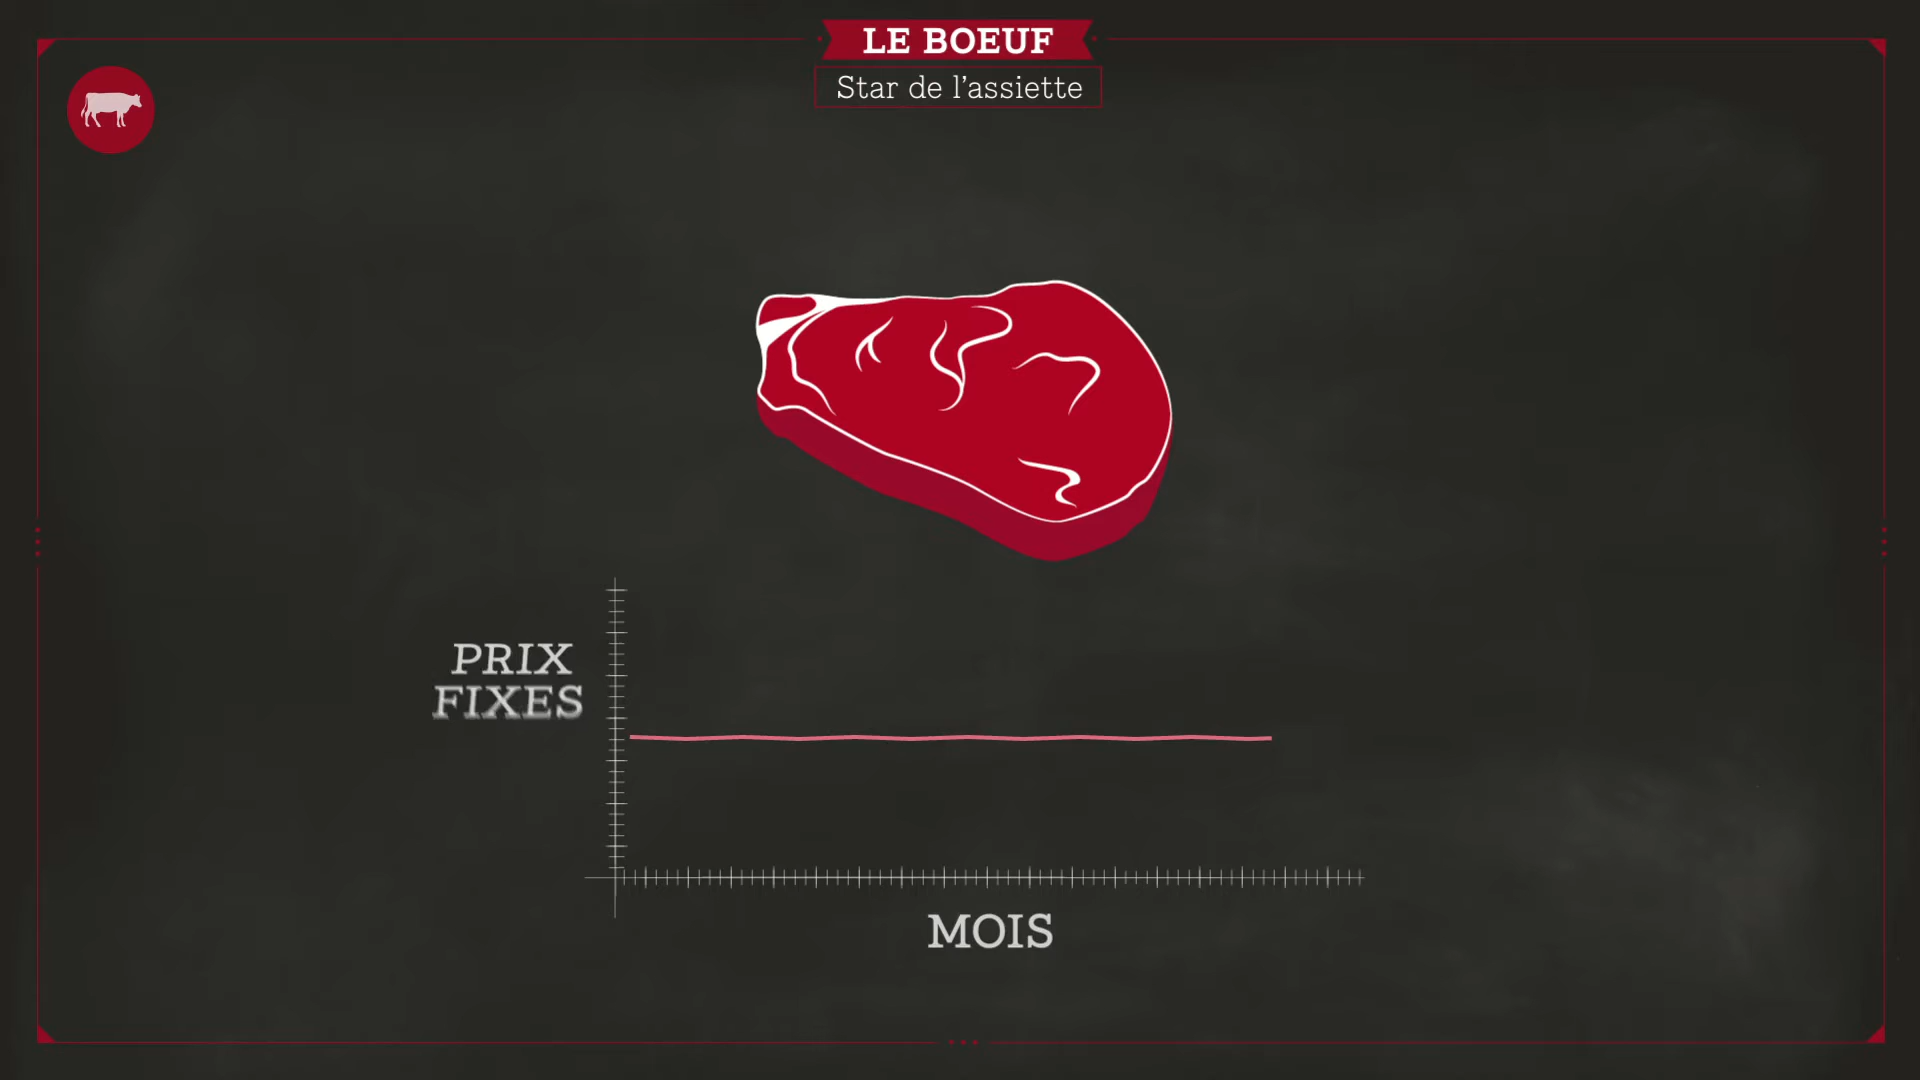 LE BOEUF
Star de l’assiette
PRIX
FIXES
MOIS